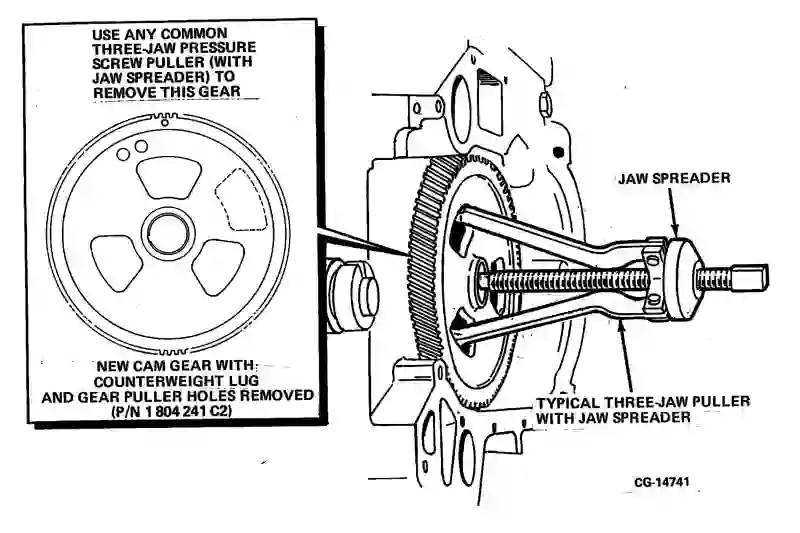 USE ANY COMMON
THREE-JAW PRESSURE
SCREW PULLER (WITH
JAW SPREADER) TO
REMOVE THIS GEAR
NEW CAM GEAR WITH
COUNTERWEIGHT LUG
AND GEAR PULLER HOLES REMOVED
(P/N 1 804 241 C2)
JAW SPREADER
TYPICAL THREE-JAW PULLER
WITH JAW SPREADER
CG-14741